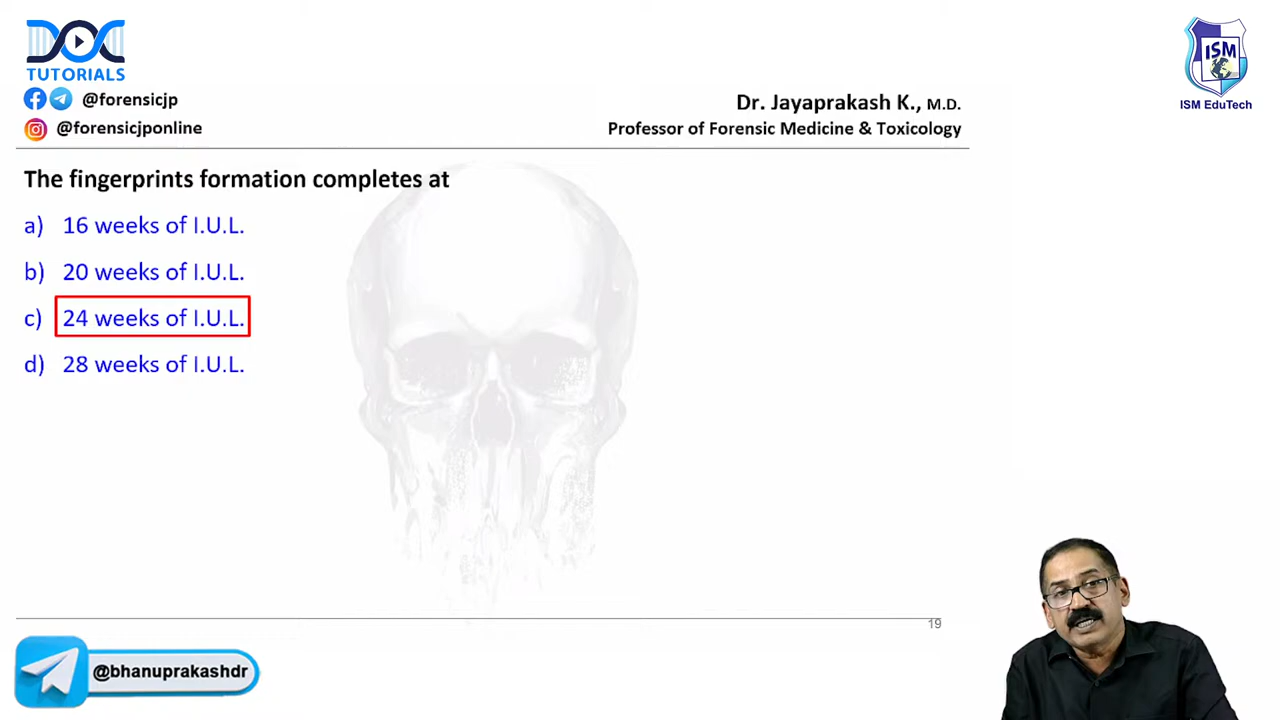 DOC
TUTORIALS
@forensicjp
@forensicjponline
ISM
ISM EduTech
Dr. Jayaprakash K., M.D.
Professor of Forensic Medicine & Toxicology
The fingerprints formation completes at
a) 16 weeks of I.U.L.
b) 20 weeks of I.U.L.
c) 24 weeks of I.U.L.
d) 28 weeks of I.U.L.
19
@bhanuprakashdr